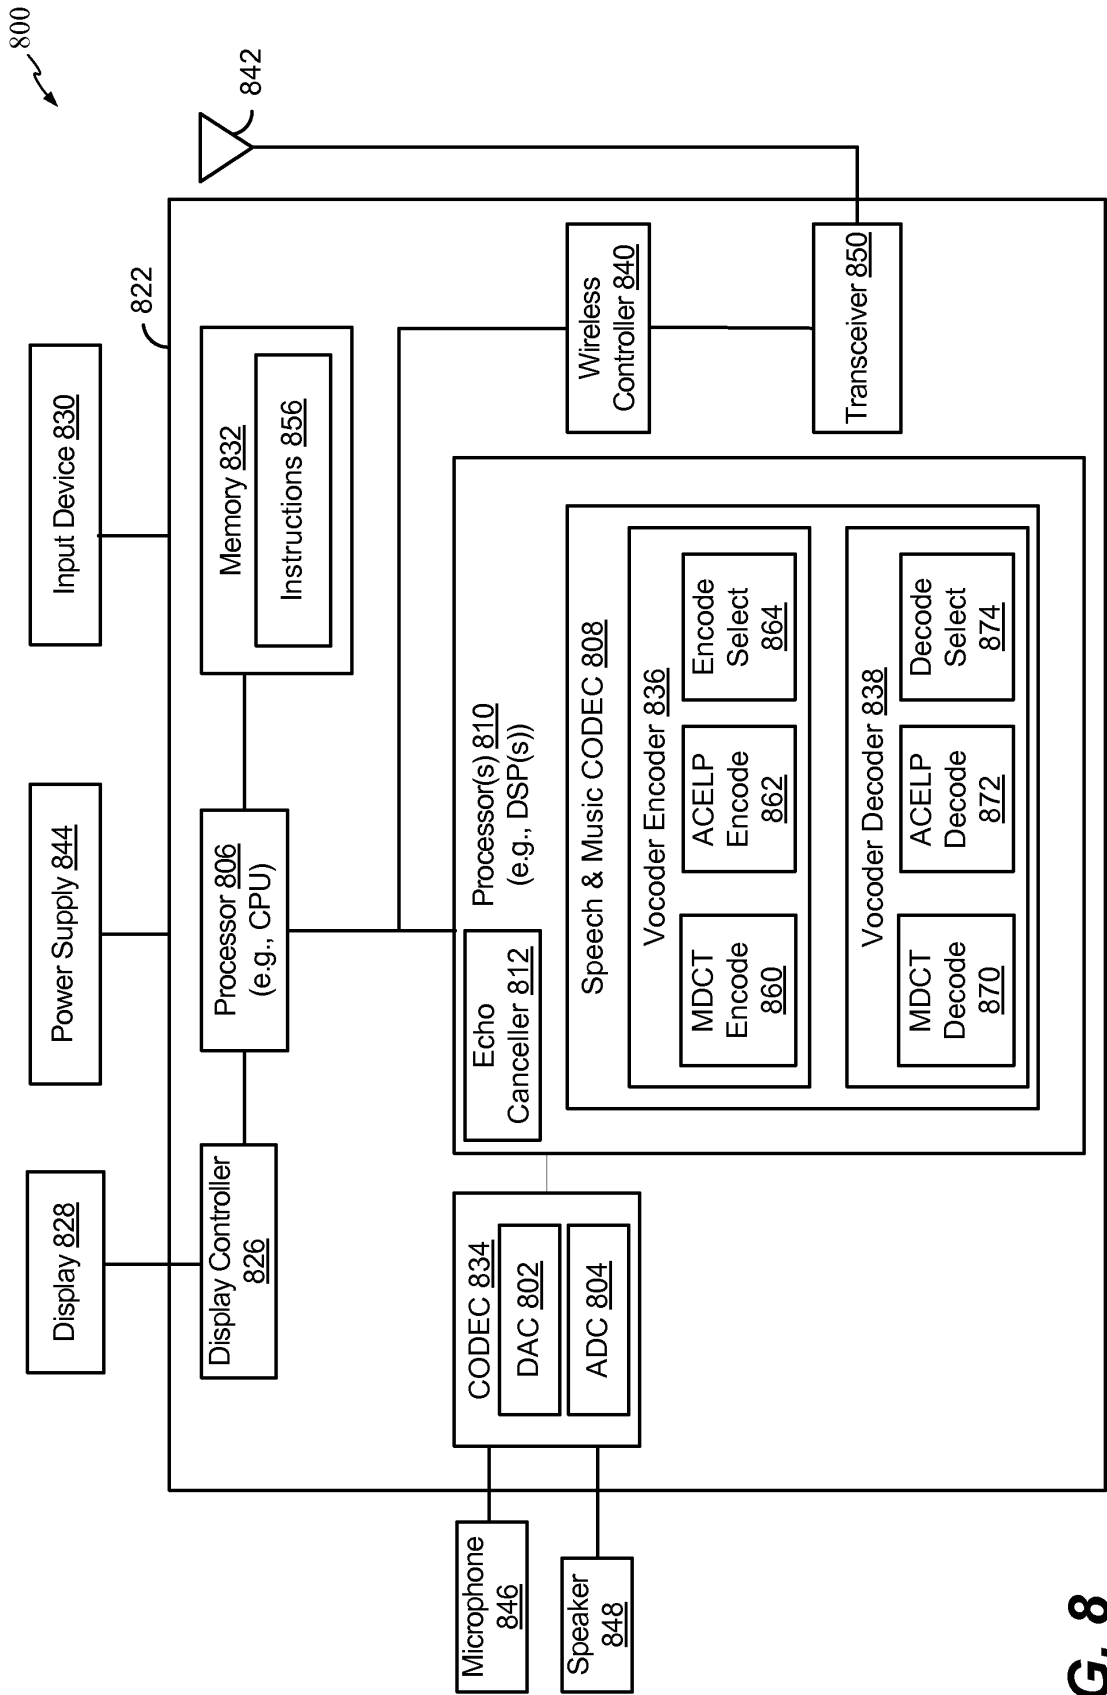 800
842
822
Display 828
Power Supply 844
Input Device 830
Display Controller
826
Processor 806
(e.g., CPU)
Memory 832
Instructions 856
Microphone
846
Speaker
848
CODEC 834
DAC 802
ADC 804
Echo
Canceller 812
Processor(s) 810
(e.g., DSP(s))
Speech & Music CODEC 808
Vocoder Encoder 836
MDCT
Encode
860
ACELP
Encode
862
Encode
Select
864
Vocoder Decoder 838
MDCT
Decode
870
ACELP
Decode
872
Decode
Select
874
Wireless
Controller 840
Transceiver 850
G. 8